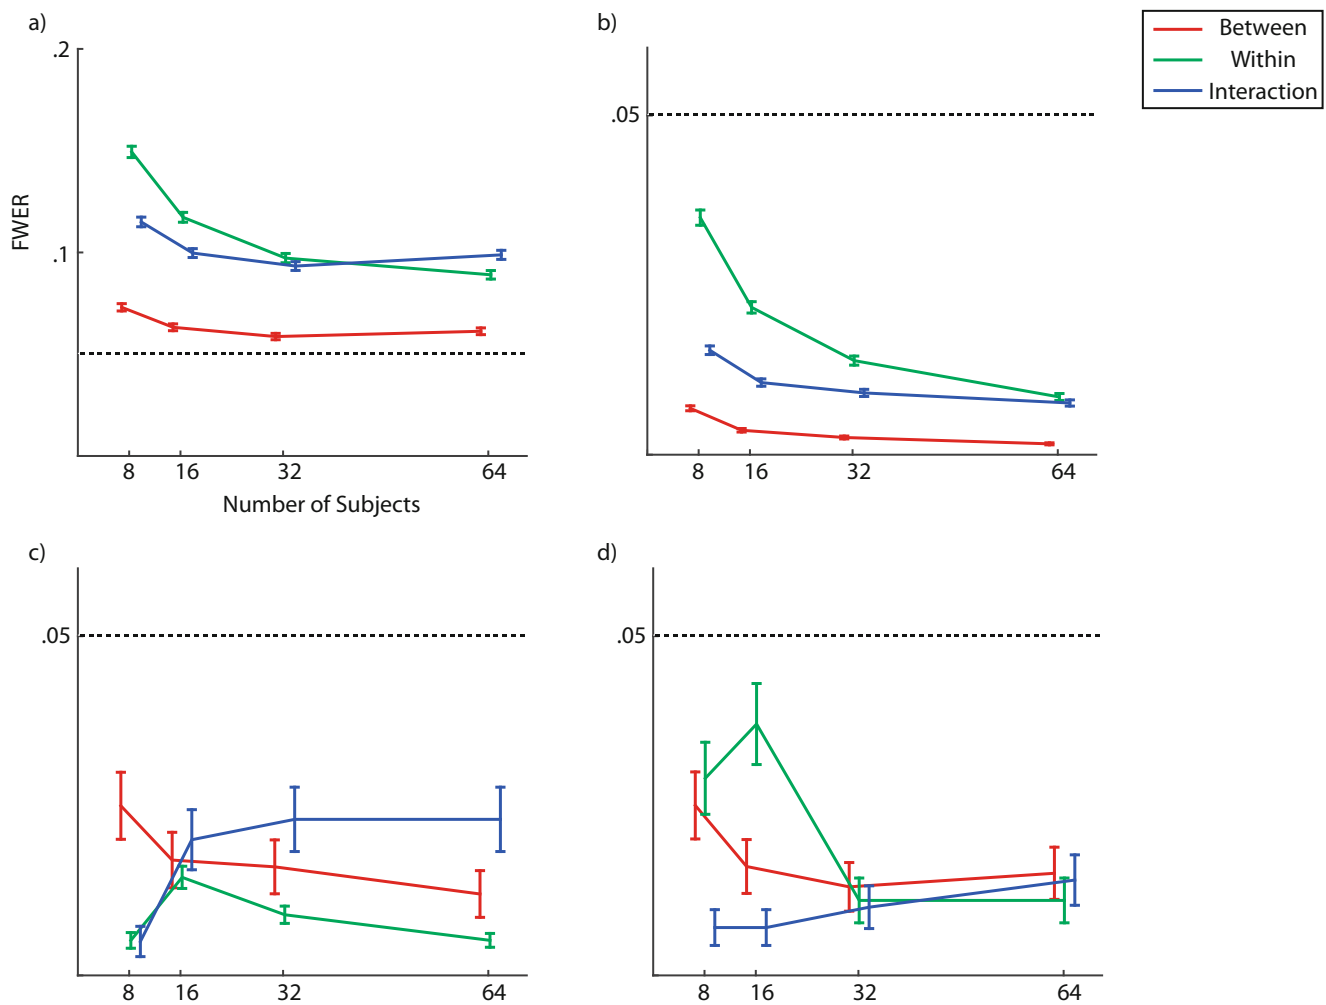 a)
.2
FWER
.1
8 16 32 64
Number of Subjects
b)
.05
8 16 32 64
Between
Within
Interaction
c)
.05
8 16 32 64
d)
.05
8 16 32 64